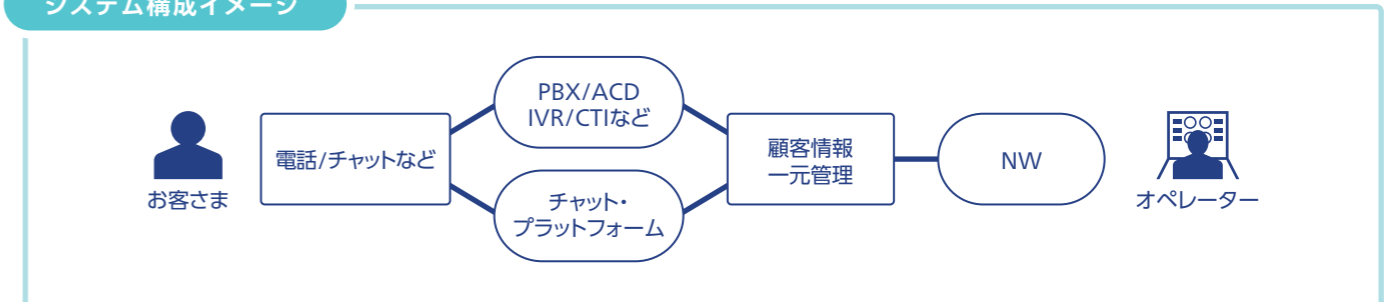 システム構成イメージ
お客さま
電話/チャットなど
PBX/ACD
IVR/CTIなど
チャット・
プラットフォーム
顧客情報
一元管理
NW
オペレーター